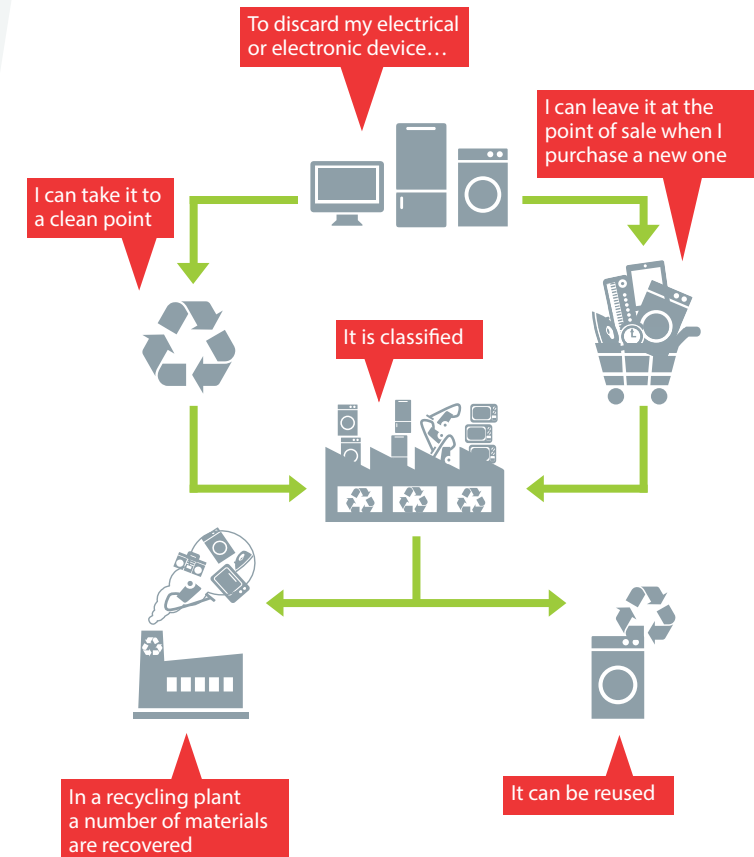 To discard my electrical
or electronic device…
I can leave it at the
point of sale when I
purchase a new one
I can take it to
a clean point
It is classified
In a recycling plant
a number of materials
are recovered
It can be reused